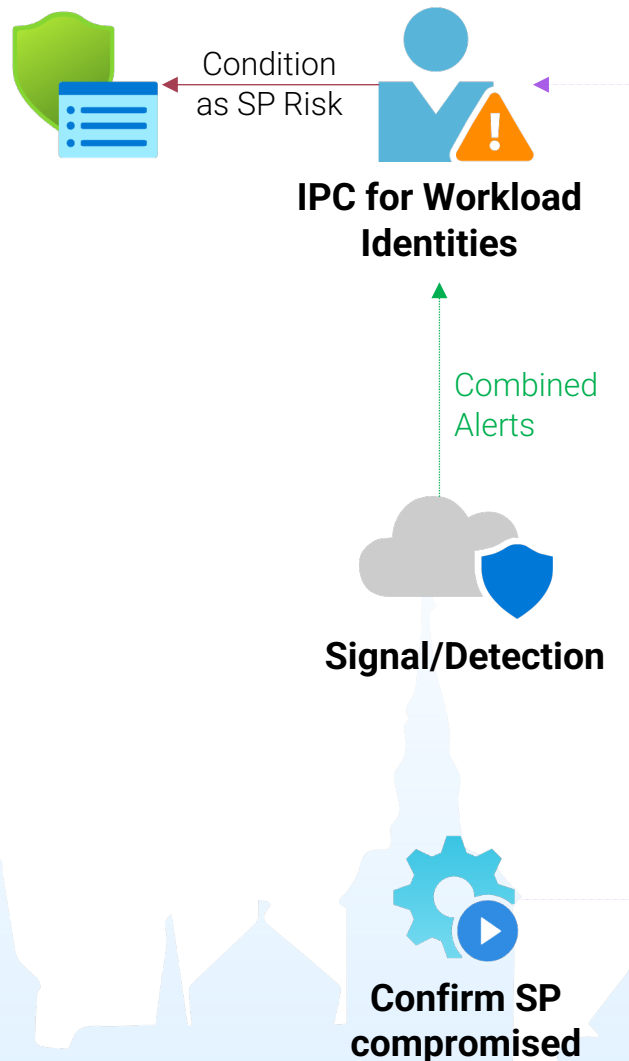 Condition
as SP Risk
IPC for Workload
Identities
Combined
Alerts
Signal/Detection
Confirm SP
compromised